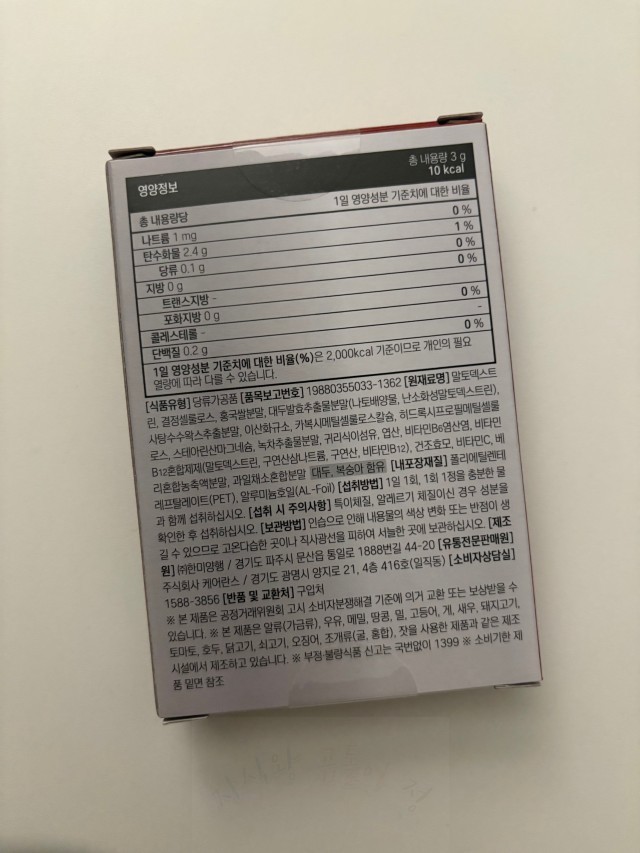 영양정보
총 내용량 3 g
10 kcal
총 내용량당
1일 영양성분 기준치에 대한 비율
나트륨 1 mg
0 %
탄수화물 2.4 g
1 %
당류 0.1 g
0 %
지방 0 g
0 %
트랜스지방 -
포화지방 0 g
0 %
콜레스테롤 -
-
단백질 0.2 g
0 %
1일 영양성분 기준치에 대한 비율(%)은 2,000kcal 기준이므로 개인의 필요
열량에 따라 다를 수 있습니다.
[식품유형] 당류가공품 [품목보고번호] 19880355033-1362 [원재료명] 말토덱스트
린, 결정셀룰로스, 홍국쌀분말, 대두발효추출물분말(나토배양물, 난소화성말토덱스트린),
사탕수수왁스추출분말, 이산화규소, 카복시메틸셀룰로스칼슘, 히드록시프로필메틸셀룰
로스, 스테아린산마그네슘, 녹차추출물분말, 귀리식이섬유, 엽산, 비타민B6염산염, 비타민
B12혼합제제(말토덱스트린, 구연산삼나트륨, 구연산, 비타민B12), 건조효모, 비타민C, 베
리혼합농축액분말, 과일채소혼합분말 대두, 복숭아 함유 [내포장재질] 폴리에틸렌테
레프탈레이트(PET), 알루미늄호일(AL-Foil) [섭취방법] 1일 1회, 1회 1정을 충분한 물
과 함께 섭취하십시오. [섭취 시 주의사항] 특이체질, 알레르기 체질이신 경우 성분을
확인한 후 섭취하십시오. [보관방법] 인습으로 인해 내용물의 색상 변화 또는 반점이 생
길 수 있으므로 고온다습한 곳이나 직사광선을 피하여 서늘한 곳에 보관하십시오. [제조
원] ㈜한미양행 / 경기도 파주시 문산읍 통일로 1888번길 44-20 [유통전문판매원]
주식회사 케어란스 / 경기도 광명시 양지로 21, 4층 416호(일직동) [소비자상담실]
1588-3856 [반품 및 교환처] 구입처
※ 본 제품은 공정거래위원회 고시 소비자분쟁해결 기준에 의거 교환 또는 보상받을 수
있습니다. ※ 본 제품은 알류(가금류), 우유, 메밀, 땅콩, 밀, 고등어, 게, 새우, 돼지고기,
토마토, 호두, 닭고기, 쇠고기, 오징어, 조개류(굴, 홍합), 잣을 사용한 제품과 같은 제조
시설에서 제조하고 있습니다. ※ 부정·불량식품 신고는 국번없이 1399 ※ 소비기한 제
품 밑면 참조